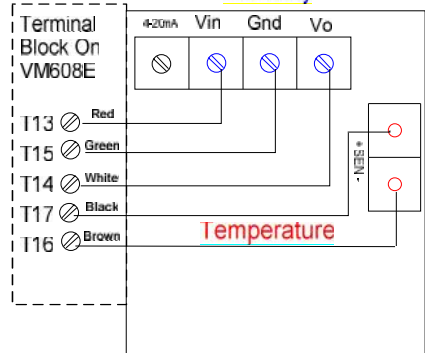 Terminal
Block On
VM608E
4-20mA Vin Gnd Vo
T13 Red
T15 Green
T14 White
T17 Black
T16 Brown
+ SEN -
Temperature